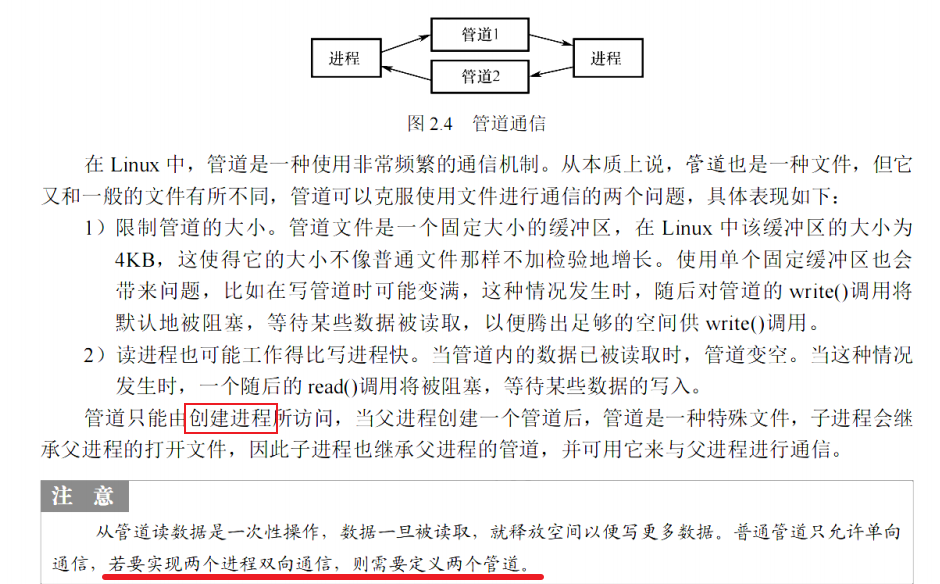 管道1
进程 进程
管道2
图 2.4 管道通信
在 Linux 中，管道是一种使用非常频繁的通信机制。从本质上说，管道也是一种文件，但它
又和一般的文件有所不同，管道可以克服使用文件进行通信的两个问题，具体表现如下：
1）限制管道的大小。管道文件是一个固定大小的缓冲区，在 Linux 中该缓冲区的大小为
4KB，这使得它的大小不像普通文件那样不加检验地增长。使用单个固定缓冲区也会
带来问题，比如在写管道时可能变满，这种情况发生时，随后对管道的 write()调用将
默认地被阻塞，等待某些数据被读取，以便腾出足够的空间供 write()调用。
2）读进程也可能工作得比写进程快。当管道内的数据已被读取时，管道变空。当这种情况
发生时，一个随后的 read()调用将被阻塞，等待某些数据的写入。
管道只能由创建进程所访问，当父进程创建一个管道后，管道是一种特殊文件，子进程会继
承父进程的打开文件，因此子进程也继承父进程的管道，并可用它来与父进程进行通信。
注 意
从管道读数据是一次性操作，数据一旦被读取，就释放空间以便写更多数据。普通管道只允许单向
通信，若要实现两个进程双向通信，则需要定义两个管道。